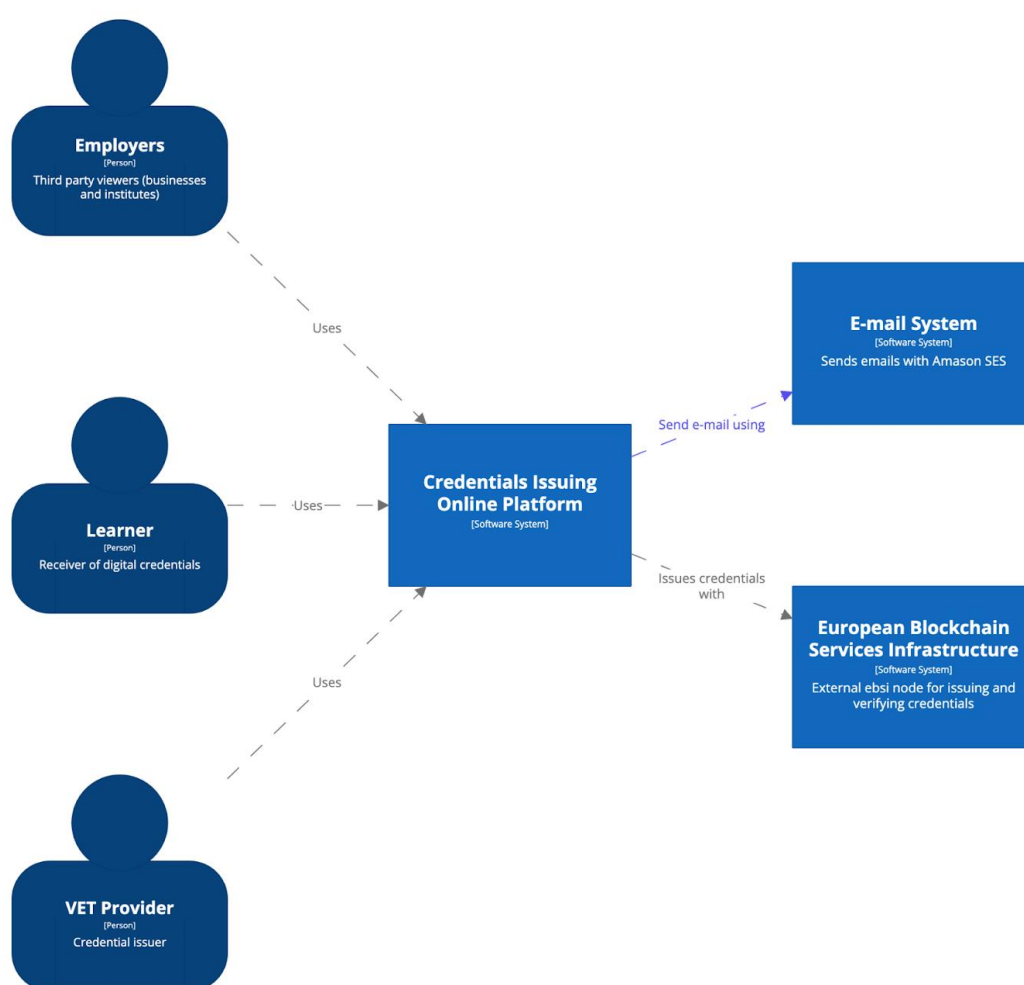 Employers
[Person]
Third party viewers (businesses
and institutes)
Uses
E-mail System
[Software System]
Sends emails with Amason SES
Send e-mail using
Credentials Issuing
Online Platform
[Software System]
Learner
[Person]
Receiver of digital credentials
Uses
Issues credentials
with
European Blockchain
Services Infrastructure
[Software System]
External ebsi node for issuing and
verifying credentials
Uses
VET Provider
[Person]
Credential issuer